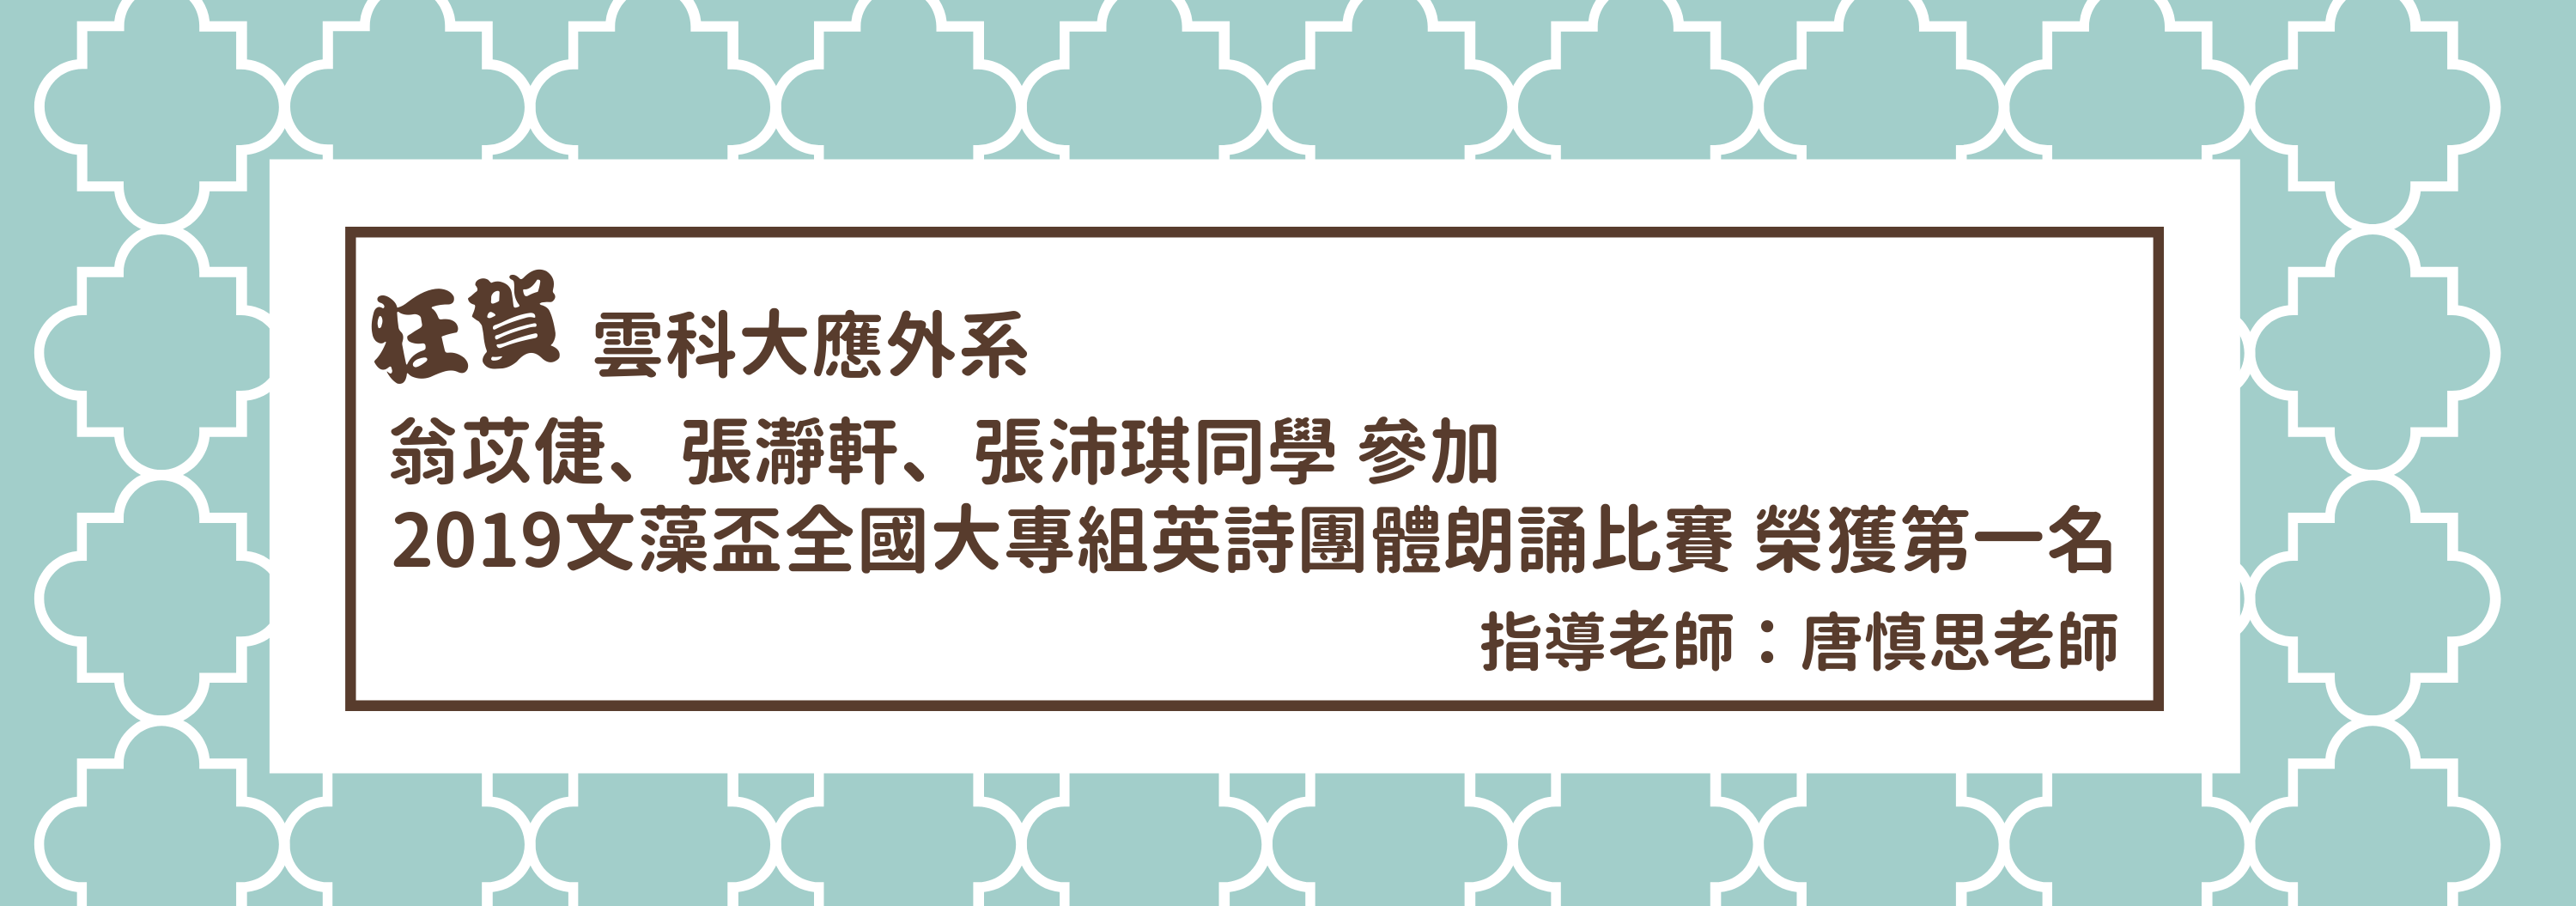 狂賀 雲科大應外系
翁苡倢、張瀞軒、張沛琪同學 參加
2019文藻盃全國大專組英詩團體朗誦比賽 榮獲第一名
指導老師：唐慎思老師